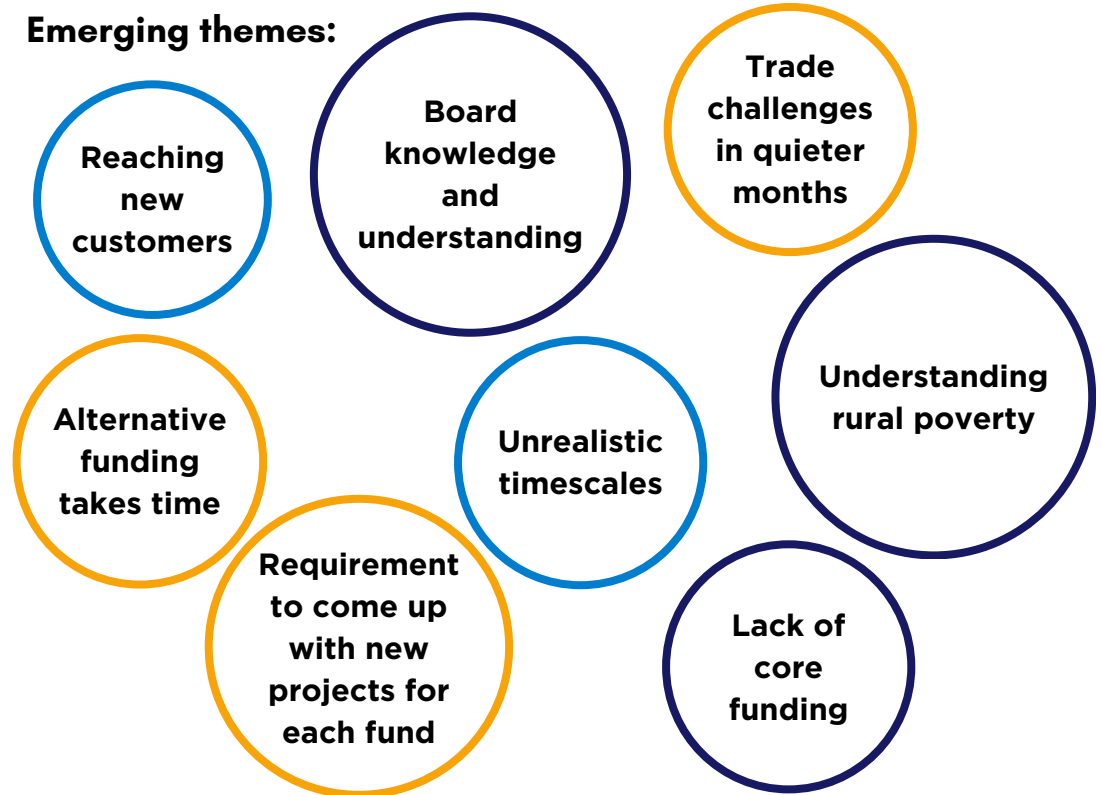 Emerging themes:
Reaching
new
customers
Board
knowledge
and
understanding
Trade
challenges
in quieter
months
Alternative
funding
takes time
Unrealistic
timescales
Understanding
rural poverty
Requirement
to come up
with new
projects for
each fund
Lack of
core
funding